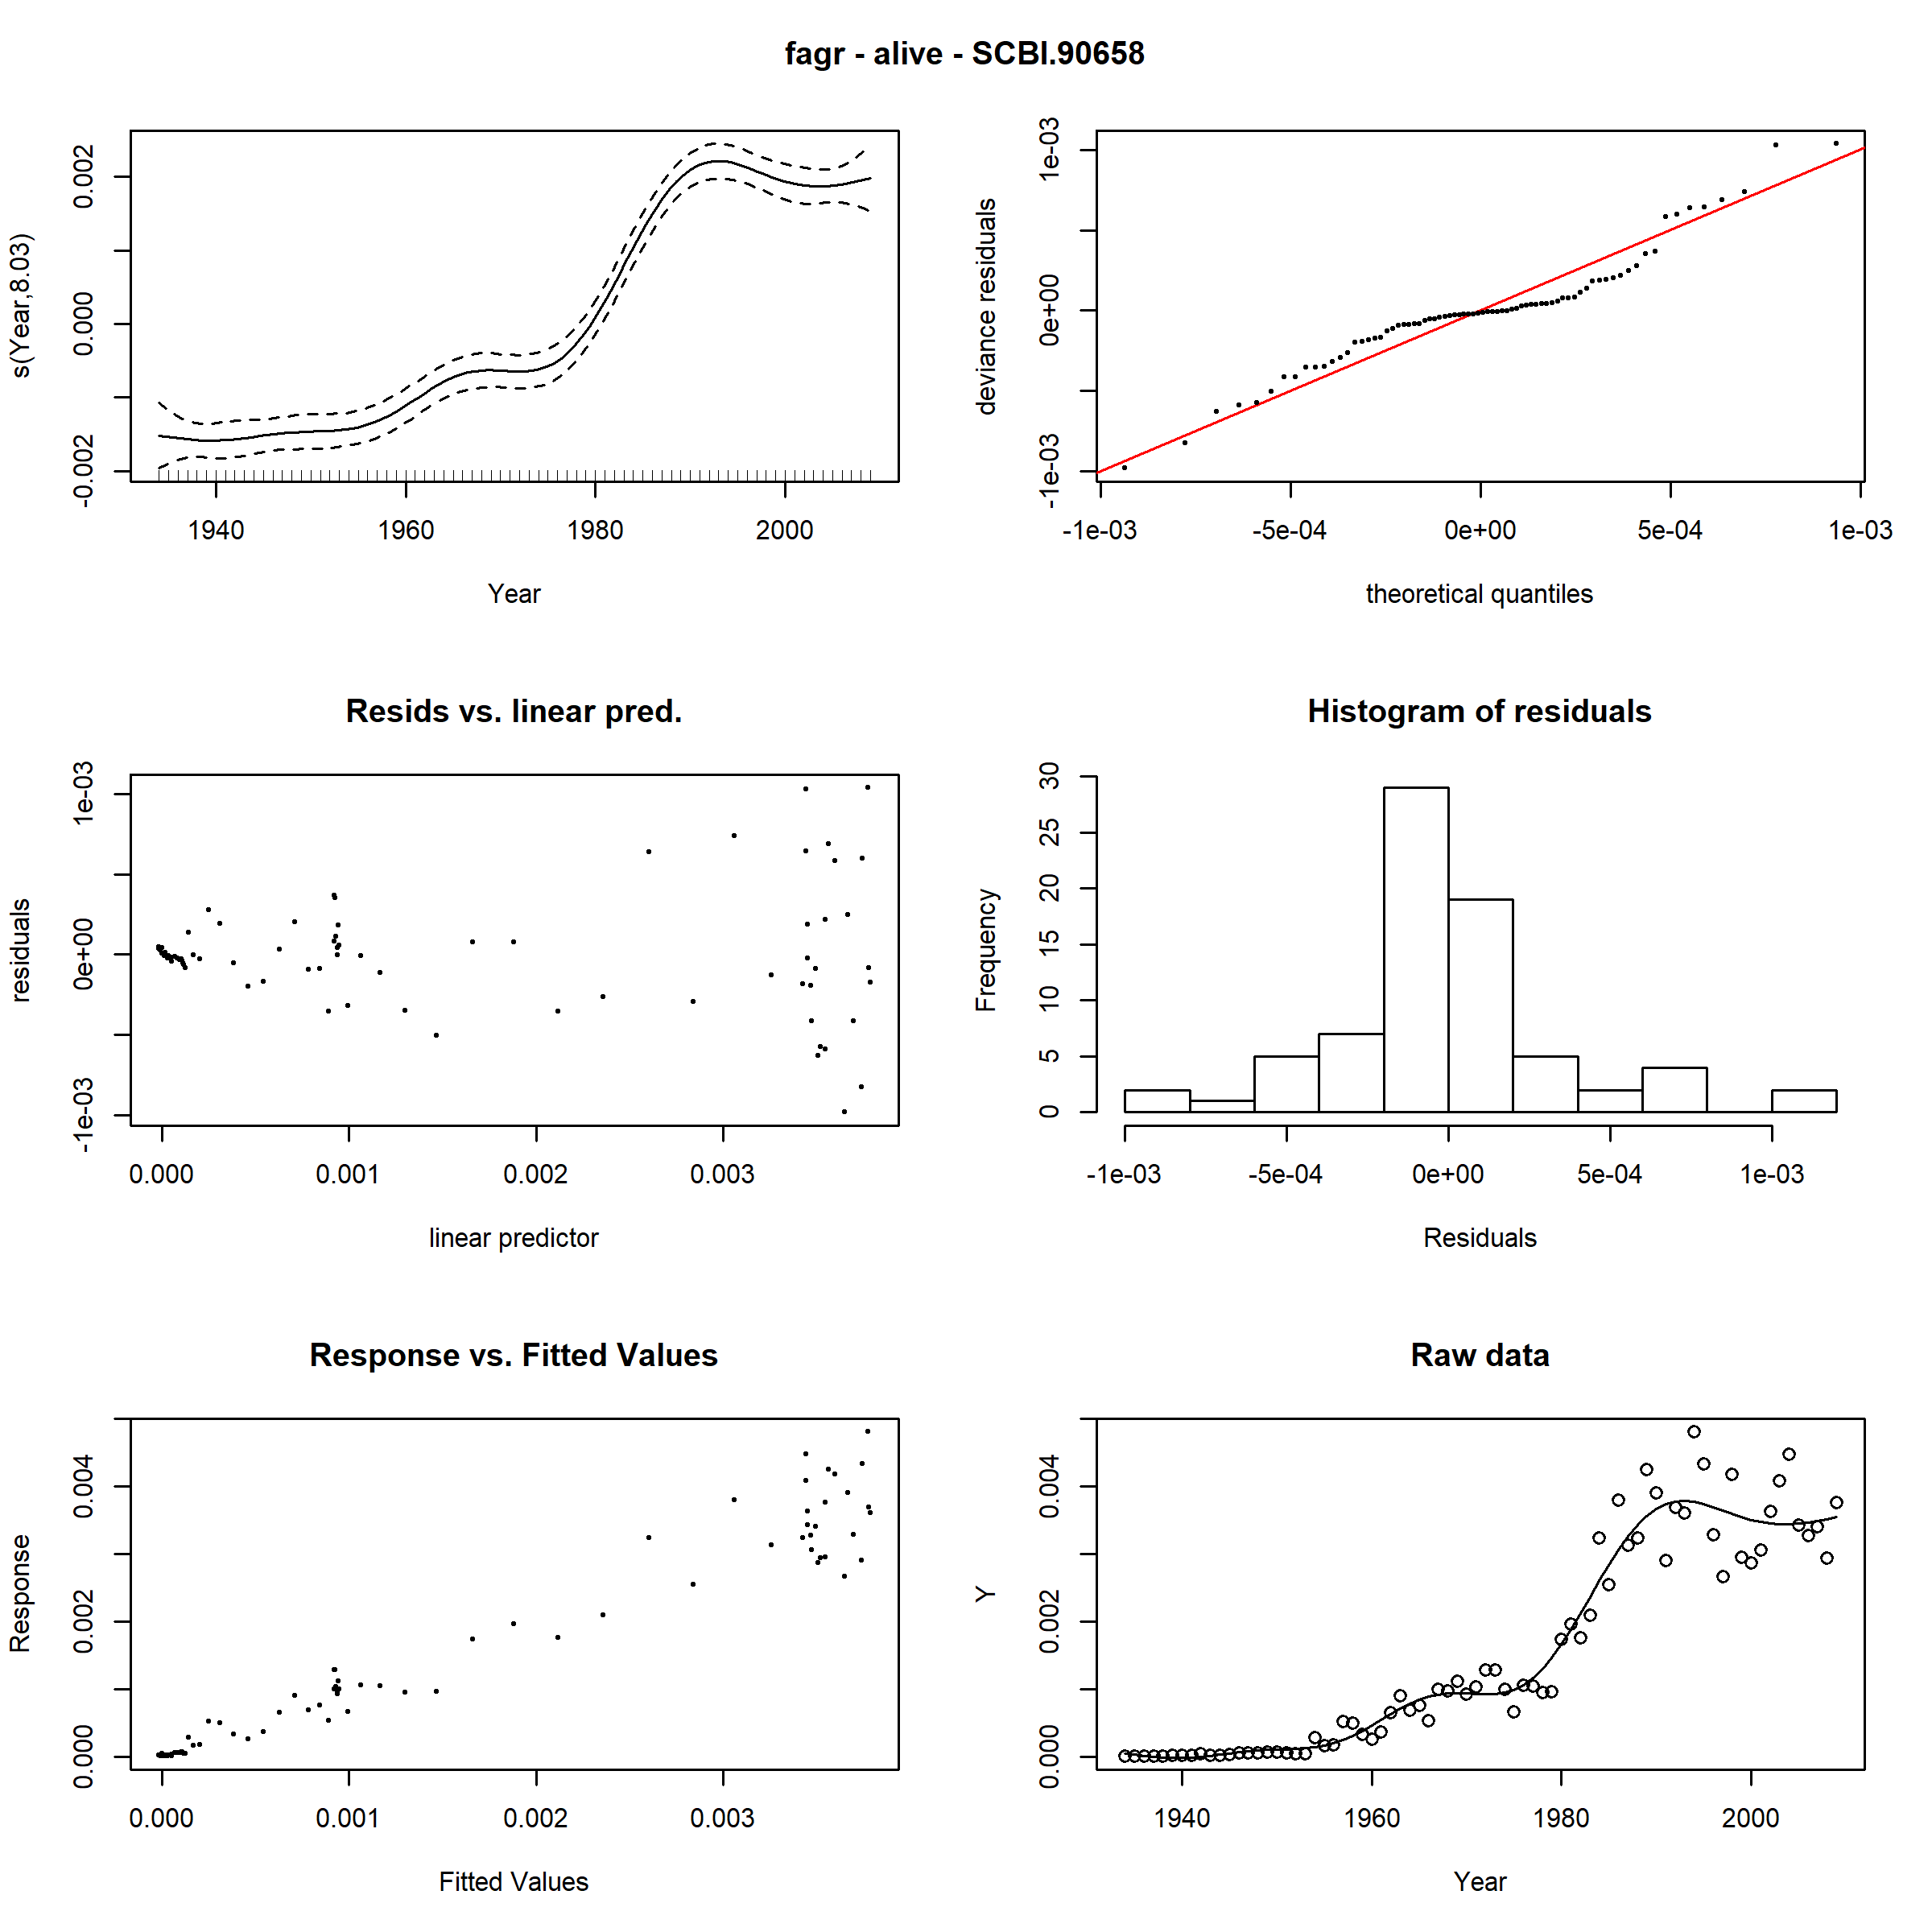 fagr - alive - SCBI.90658
s(Year,8.03)
0.002
0.000
-0.002
1940 1960 1980 2000
Year
deviance residuals
1e-03
0e+00
-1e-03
-1e-03 -5e-04 0e+00 5e-04 1e-03
theoretical quantiles
Resids vs. linear pred.
residuals
1e-03
0e+00
-1e-03
0.000 0.001 0.002 0.003
linear predictor
Histogram of residuals
Frequency
30
25
20
15
10
5
0
-1e-03 -5e-04 0e+00 5e-04 1e-03
Residuals
Response vs. Fitted Values
Response
0.004
0.002
0.000
0.000 0.001 0.002 0.003
Fitted Values
Raw data
Y
0.004
0.002
0.000
1940 1960 1980 2000
Year